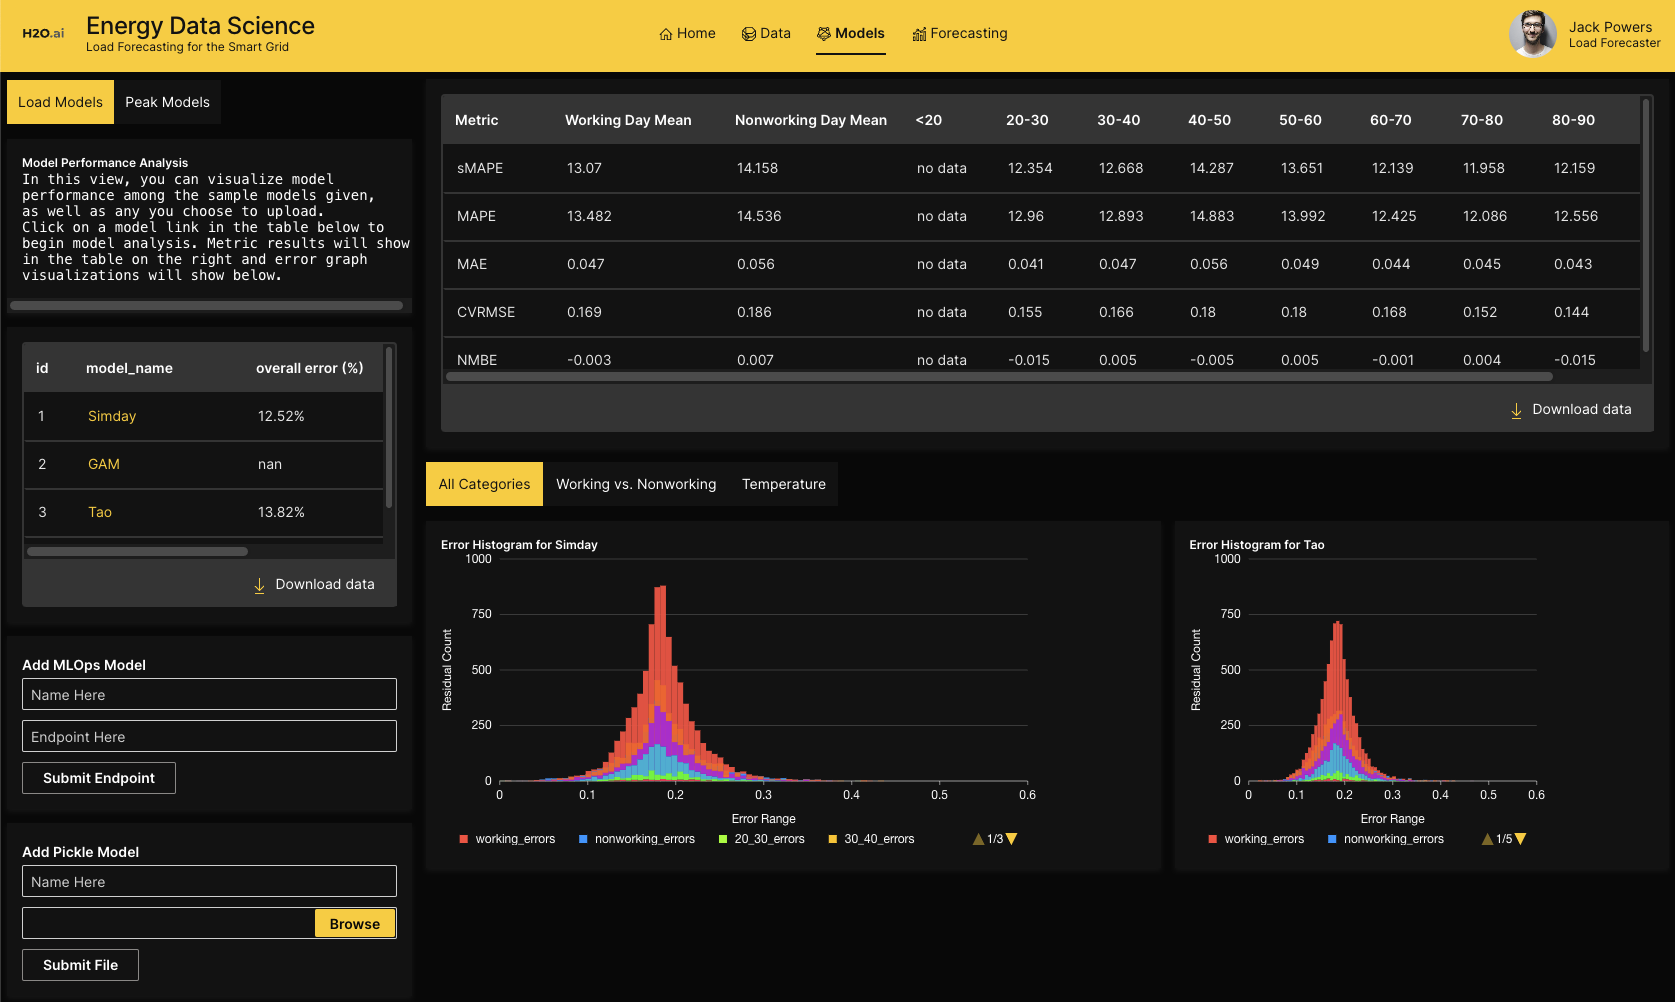 H2O.ai
Energy Data Science
Load Forecasting for the Smart Grid
Home
Data
Models
Forecasting
Jack Powers
Load Forecaster
Load Models
Peak Models
Model Performance Analysis
In this view, you can visualize model
performance among the sample models given,
as well as any you choose to upload.
Click on a model link in the table below to
begin model analysis. Metric results will show
in the table on the right and error graph
visualizations will show below.
id model_name overall error (%)
1 Simday 12.52%
2 GAM nan
3 Tao 13.82%
Download data
Add MLOps Model
Name Here
Endpoint Here
Submit Endpoint
Add Pickle Model
Name Here
Browse
Submit File
Metric Working Day Mean Nonworking Day Mean <20 20-30 30-40 40-50 50-60 60-70 70-80 80-90
sMAPE 13.07 14.158 no data 12.354 12.668 14.287 13.651 12.139 11.958 12.159
MAPE 13.482 14.536 no data 12.96 12.893 14.883 13.992 12.425 12.086 12.556
MAE 0.047 0.056 no data 0.041 0.047 0.056 0.049 0.044 0.045 0.043
CVRMSE 0.169 0.186 no data 0.155 0.166 0.18 0.18 0.168 0.152 0.144
NMBE -0.003 0.007 no data -0.015 0.005 -0.005 0.005 -0.001 0.004 -0.015
Download data
All Categories
Working vs. Nonworking
Temperature
Error Histogram for Simday
1000
750
500
250
0
Residual Count
0 0.1 0.2 0.3 0.4 0.5 0.6
Error Range
working_errors nonworking_errors 20_30_errors 30_40_errors 1/3
Error Histogram for Tao
1000
750
500
250
0
Residual Count
0 0.1 0.2 0.3 0.4 0.5 0.6
Error Range
working_errors nonworking_errors 1/5